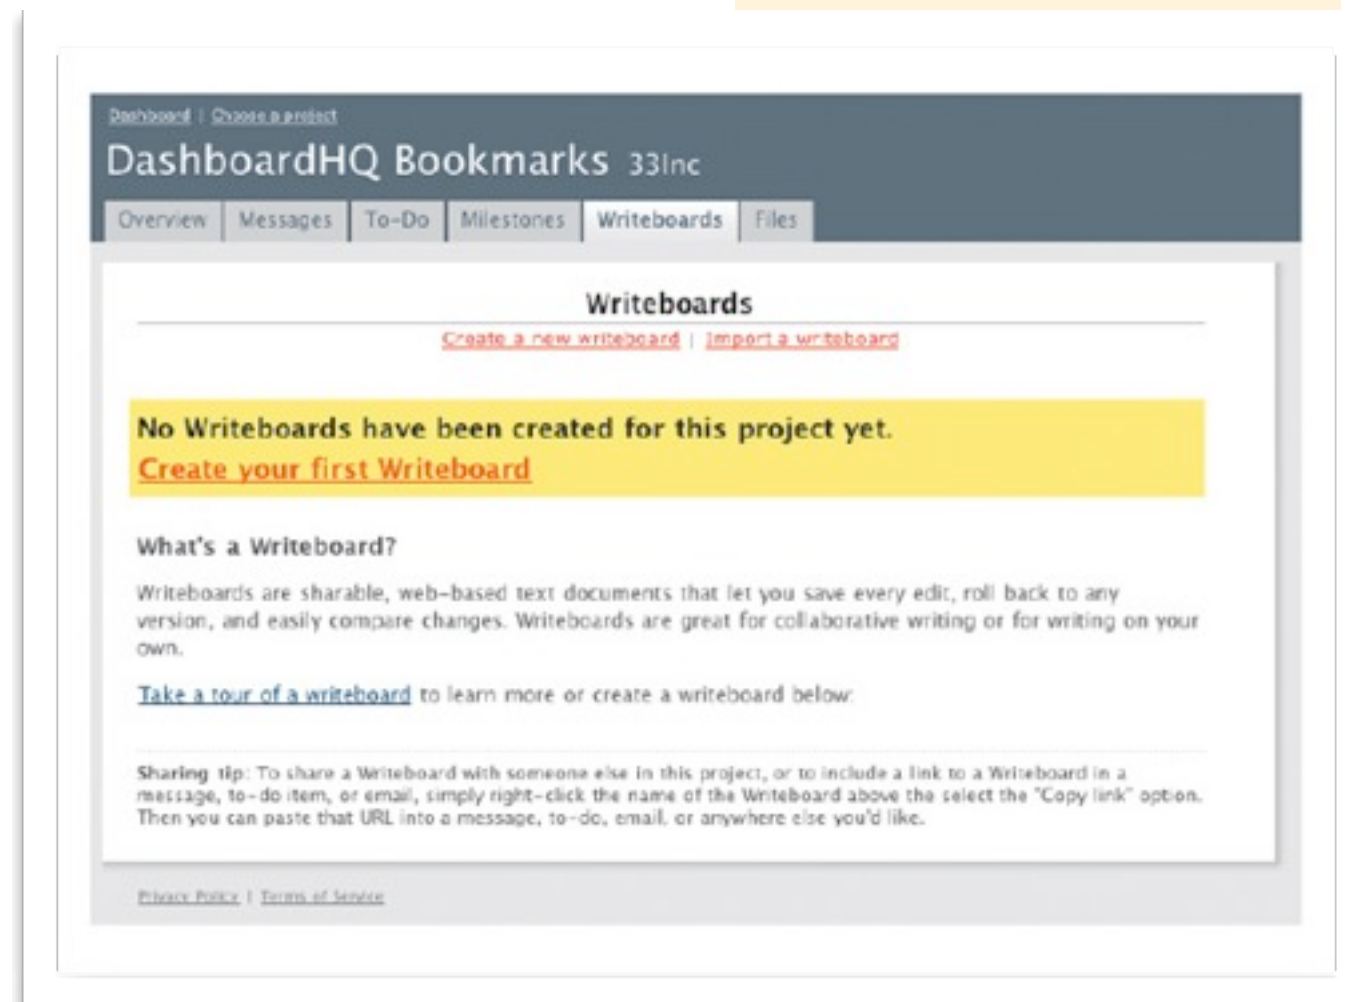 Dashboard | Choose a project
DashboardHQ Bookmarks 33Inc
Overview Messages To-Do Milestones Writeboards Files
Writeboards
Create a new writeboard | Import a writeboard
No Writeboards have been created for this project yet.
Create your first Writeboard
What's a Writeboard?
Writeboards are sharable, web-based text documents that let you save every edit, roll back to any
version, and easily compare changes. Writeboards are great for collaborative writing or for writing on your
own.
Take a tour of a writeboard to learn more or create a writeboard below:
Sharing tip: To share a Writeboard with someone else in this project, or to include a link to a Writeboard in a
message, to-do item, or email, simply right-click the name of the Writeboard above the select the "Copy link" option.
Then you can paste that URL into a message, to-do, email, or anywhere else you'd like.
Privacy Policy | Terms of Service